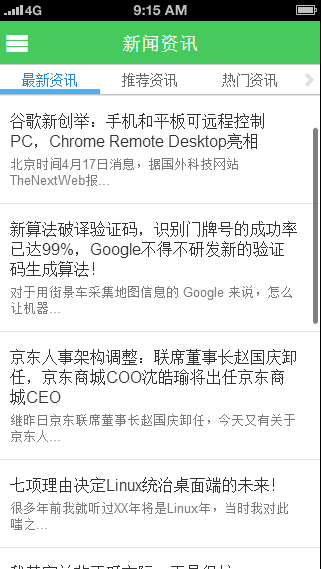 4G 9:15 AM
新闻资讯
最新资讯 推荐资讯 热门资讯
谷歌新创举：手机和平板可远程控制
PC，Chrome Remote Desktop亮相
北京时间4月17日消息，据国外科技网站
TheNextWeb报...
新算法破译验证码，识别门牌号的成功率
已达99%，Google不得不研发新的验证
码生成算法！
对于用街景车采集地图信息的 Google 来说，怎么
让机器...
京东人事架构调整：联席董事长赵国庆卸
任，京东商城COO沈皓瑜将出任京东商
城CEO
继昨日京东联席董事长赵国庆卸任，今天又有关于
京东人...
七项理由决定Linux统治桌面端的未来！
很多年前我就听过XX年将是Linux年，当时我对此
嗤之...